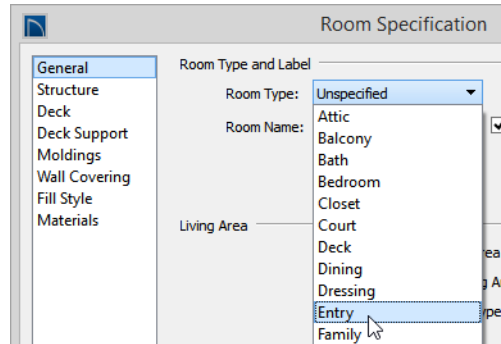 Room Specification
General
Structure
Deck
Deck Support
Moldings
Wall Covering
Fill Style
Materials
Room Type and Label
Room Type: Unspecified
Room Name:
Attic
Balcony
Bath
Bedroom
Closet
Court
Deck
Dining
Dressing
Entry
Family
Living Area